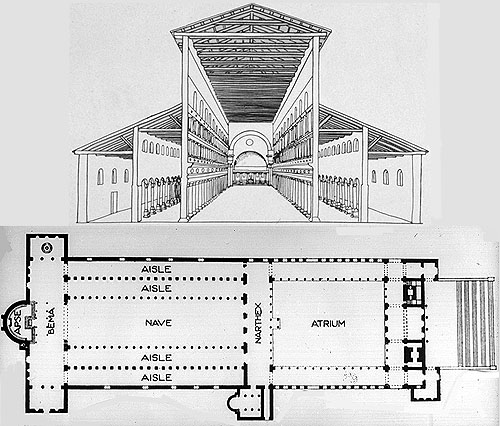 AISLE
AISLE
APSE
BEMA
NAVE
NARTHEX
ATRIUM
AISLE
AISLE